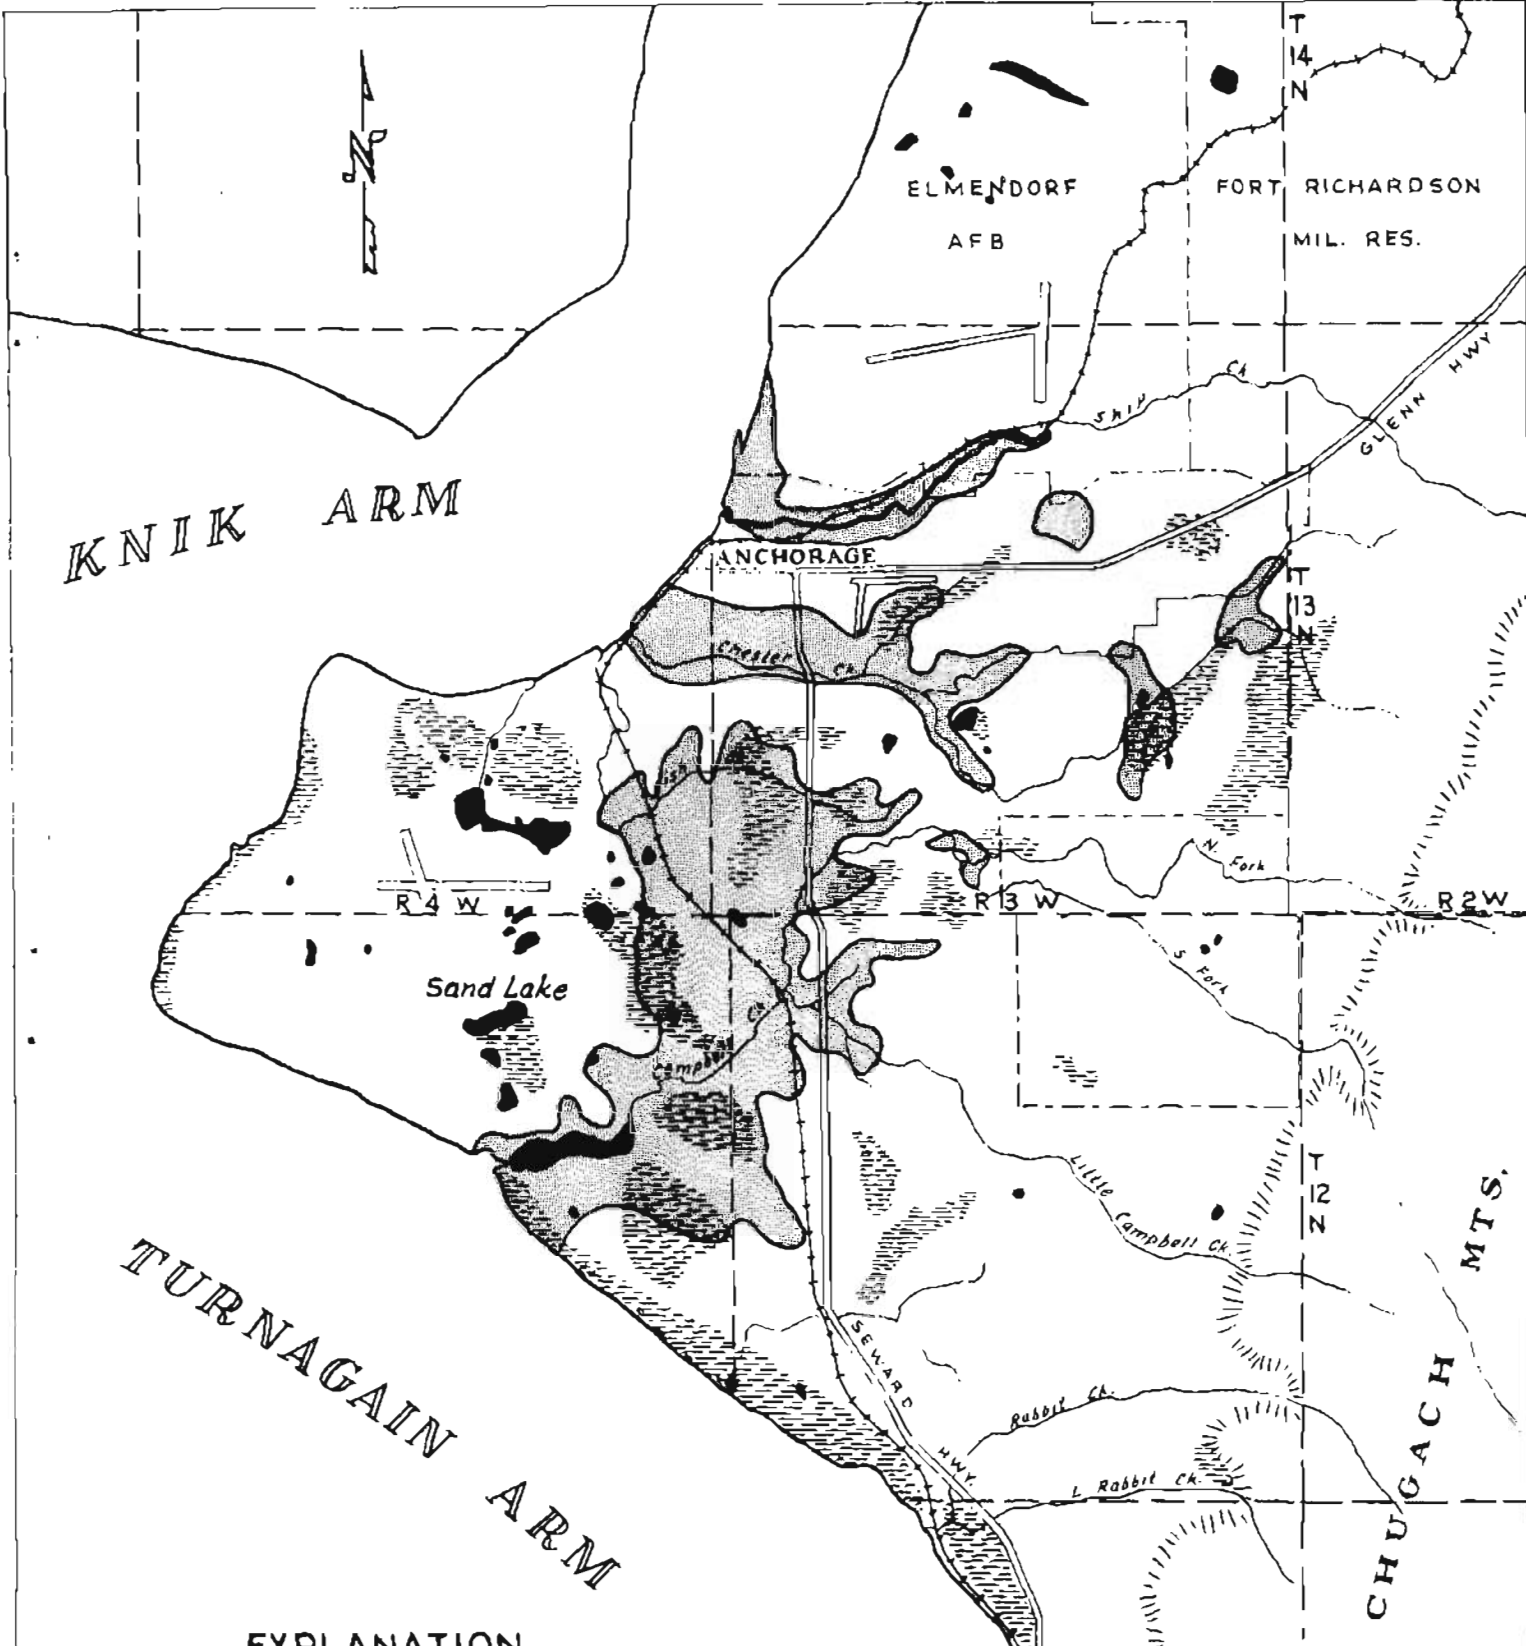 N
T
14
N
ELMENDORF
AFB
FORT RICHARDSON
MIL. RES.
Ship Ck
GLENN HWY
KNIK ARM
ANCHORAGE
T
13
N
Chester Ck.
N. Fork
R 4 W
R 3 W
R 2 W
S Fork
Sand Lake
Campbell Ck
Little Campbell Ck.
T
12
N
TURNAGAIN ARM
SEWARD HWY.
Rabbit Ck.
L Rabbit Ck.
CHUGACH MTS.
EXPLANATION